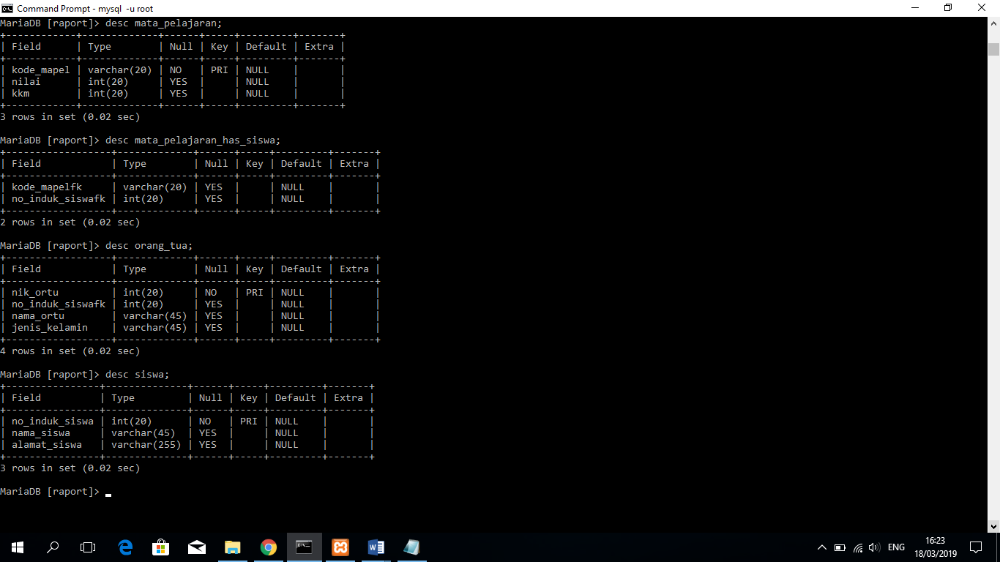 Command Prompt - mysql -u root
MariaDB [raport]> desc mata_pelajaran;
+------------+-------------+------+-----+---------+-------+
| Field      | Type        | Null | Key | Default | Extra |
+------------+-------------+------+-----+---------+-------+
| kode_mapel | varchar(20) | NO   | PRI | NULL    |       |
| nilai      | int(20)     | YES  |     | NULL    |       |
| kkm        | int(20)     | YES  |     | NULL    |       |
+------------+-------------+------+-----+---------+-------+
3 rows in set (0.02 sec)
MariaDB [raport]> desc mata_pelajaran_has_siswa;
+------------------+-------------+------+-----+---------+-------+
| Field            | Type        | Null | Key | Default | Extra |
+------------------+-------------+------+-----+---------+-------+
| kode_mapelfk     | varchar(20) | YES  |     | NULL    |       |
| no_induk_siswafk | int(20)     | YES  |     | NULL    |       |
+------------------+-------------+------+-----+---------+-------+
2 rows in set (0.02 sec)
MariaDB [raport]> desc orang_tua;
+------------------+-------------+------+-----+---------+-------+
| Field            | Type        | Null | Key | Default | Extra |
+------------------+-------------+------+-----+---------+-------+
| nik_ortu         | int(20)     | NO   | PRI | NULL    |       |
| no_induk_siswafk | int(20)     | YES  |     | NULL    |       |
| nama_ortu        | varchar(45) | YES  |     | NULL    |       |
| jenis_kelamin    | varchar(45) | YES  |     | NULL    |       |
+------------------+-------------+------+-----+---------+-------+
4 rows in set (0.02 sec)
MariaDB [raport]> desc siswa;
+----------------+--------------+------+-----+---------+-------+
| Field          | Type         | Null | Key | Default | Extra |
+----------------+--------------+------+-----+---------+-------+
| no_induk_siswa | int(20)      | NO   | PRI | NULL    |       |
| nama_siswa     | varchar(45)  | YES  |     | NULL    |       |
| alamat_siswa   | varchar(255) | YES  |     | NULL    |       |
+----------------+--------------+------+-----+---------+-------+
3 rows in set (0.02 sec)
MariaDB [raport]>
ENG
16:23
18/03/2019